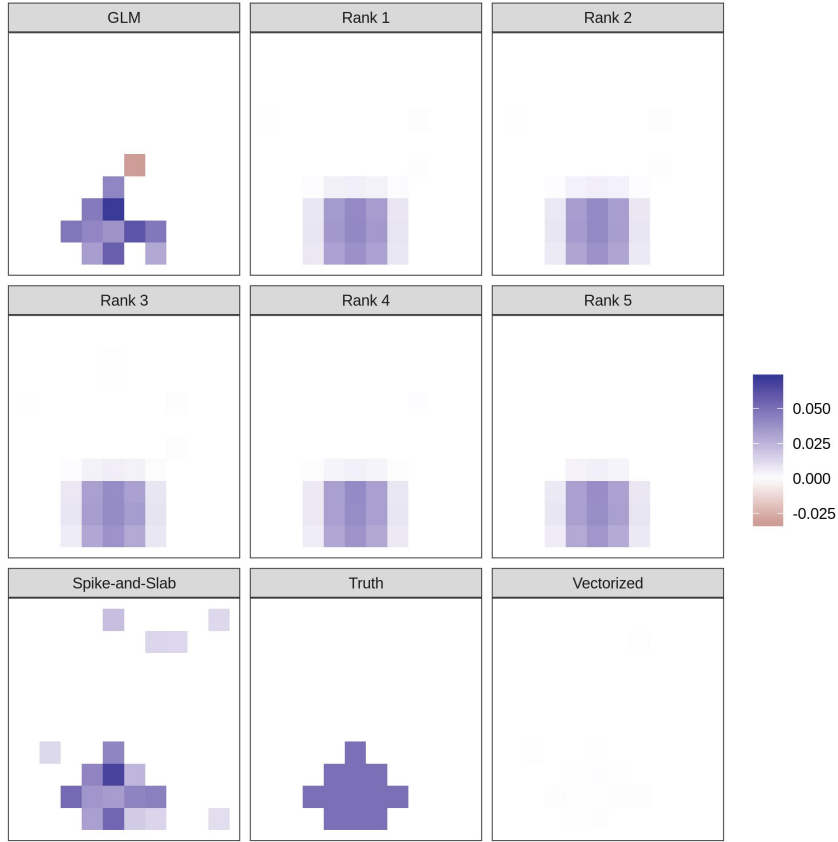 GLM
Rank 1
Rank 2
Rank 3
Rank 4
Rank 5
0.050
0.025
0.000
-0.025
Spike-and-Slab
Truth
Vectorized